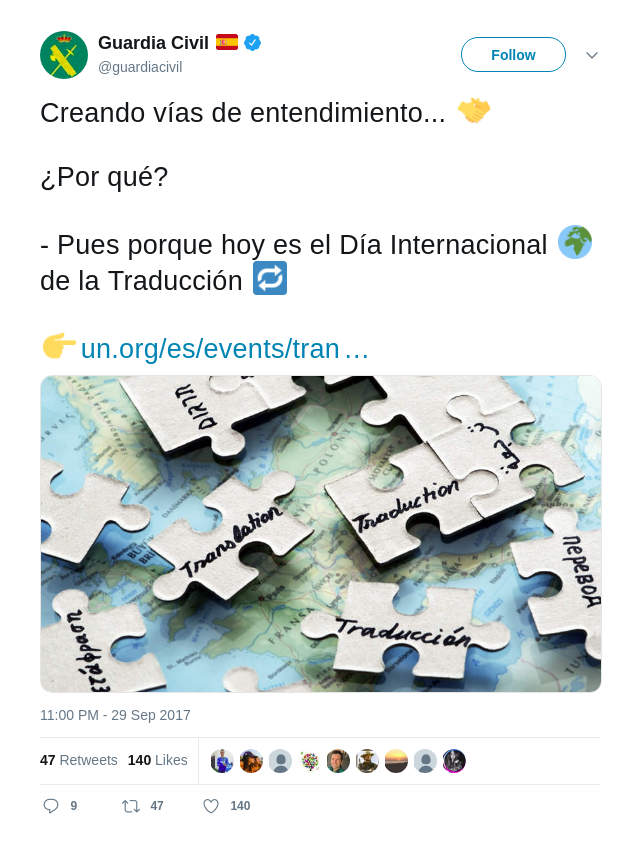 Guardia Civil
@guardiacivil
Follow
Creando vías de entendimiento...
¿Por qué?
- Pues porque hoy es el Día Internacional
de la Traducción
un.org/es/events/tran…
Translation
Traduction
перевод
Traducción
11:00 PM - 29 Sep 2017
47 Retweets 140 Likes
9 47 140